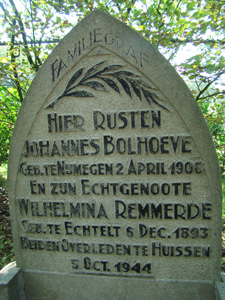 FAMILIEGRAF
HIER RUSTEN
JOHANNES BOLHOEVE
GEB. TE NIJMEGEN 2 APRIL 1906
EN ZIJN ECHTGENOTE
WILHELMINA REMMERDE
GEB. TE ECHTELT 6 DEC. 1893
BEIDEN OVERLEDEN TE HUISSEN
5 OCT. 1944